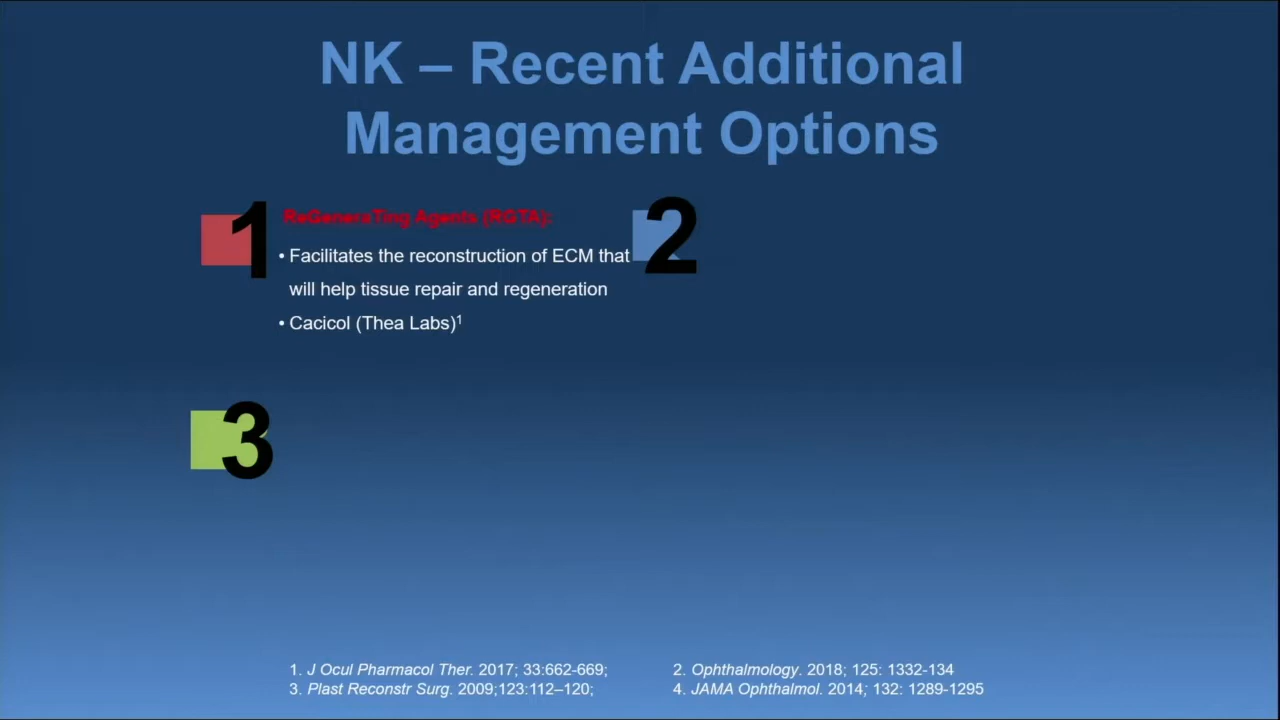 NK – Recent Additional
Management Options
1
ReGeneraTing Agents (RGTA):
• Facilitates the reconstruction of ECM that
will help tissue repair and regeneration
• Cacicol (Thea Labs)¹
2
3
1. J Ocul Pharmacol Ther. 2017; 33:662-669;
2. Ophthalmology. 2018; 125: 1332-134
3. Plast Reconstr Surg. 2009;123:112–120;
4. JAMA Ophthalmol. 2014; 132: 1289-1295